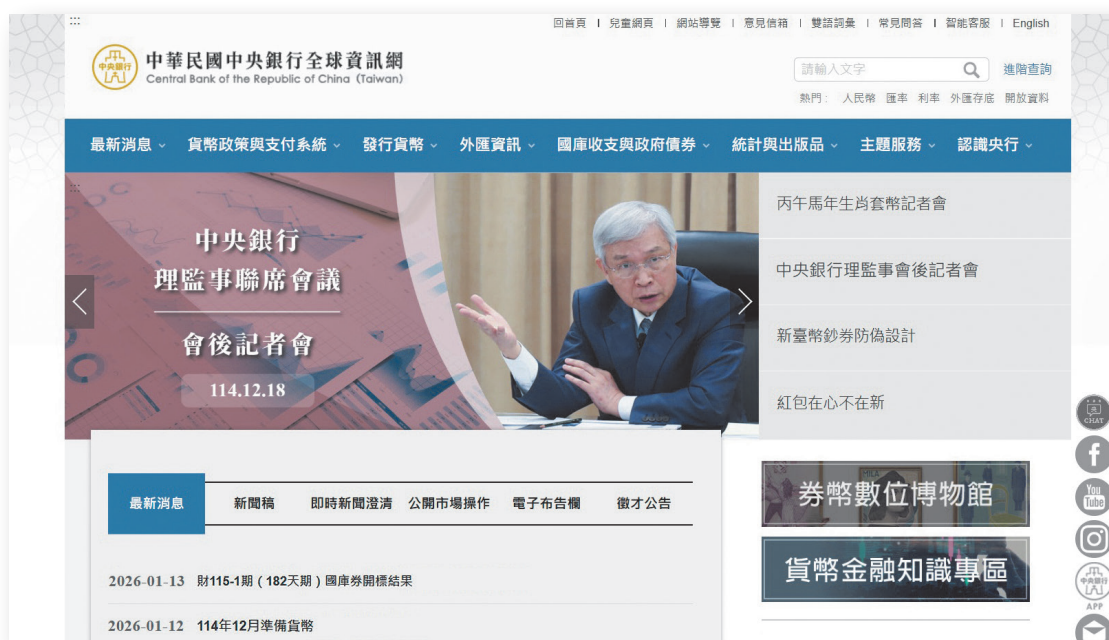 回首頁 | 兒童網頁 | 網站導覽 | 意見信箱 | 雙語詞彙 | 常見問答 | 智能客服 | English
中央銀行
中華民國中央銀行全球資訊網
Central Bank of the Republic of China (Taiwan)
請輸入文字
進階查詢
熱門: 人民幣 匯率 利率 外匯存底 開放資料
最新消息 貨幣政策與支付系統 發行貨幣 外匯資訊 國庫收支與政府債券 統計與出版品 主題服務 認識央行
中央銀行
理監事聯席會議
會後記者會
114.12.18
丙午馬年生肖套幣記者會
中央銀行理監事會後記者會
新臺幣鈔券防偽設計
紅包在心不在新
最新消息 新聞稿 即時新聞澄清 公開市場操作 電子布告欄 徵才公告
2026-01-13 財115-1期(182天期)國庫券開標結果
2026-01-12 114年12月準備貨幣
券幣數位博物館
貨幣金融知識專區
CHAT
f
You
Tube
中央銀行
APP